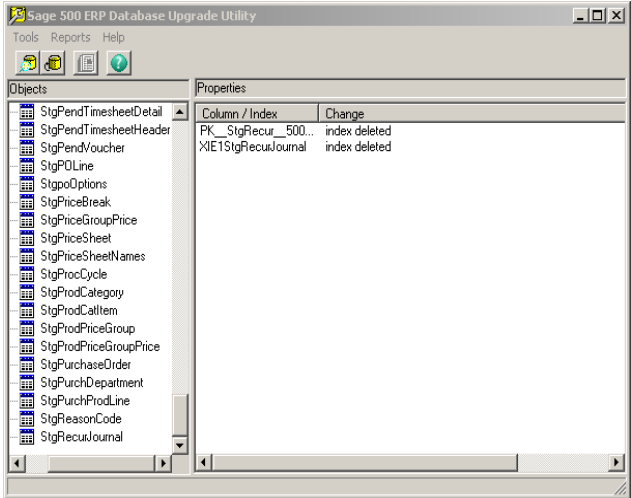 Sage 500 ERP Database Upgrade Utility
Tools Reports Help
Objects
Properties
StgPendTimesheetDetail
StgPendTimesheetHeader
StgPendVoucher
StgPOLine
StgpoOptions
StgPriceBreak
StgPriceGroupPrice
StgPriceSheet
StgPriceSheetNames
StgProcCycle
StgProdCategory
StgProdCatItem
StgProdPriceGroup
StgProdPriceGroupPrice
StgPurchaseOrder
StgPurchDepartment
StgPurchProdLine
StgReasonCode
StgRecurJournal
Column / Index Change
PK__StgRecur__500... index deleted
XIE1StgRecurJournal index deleted